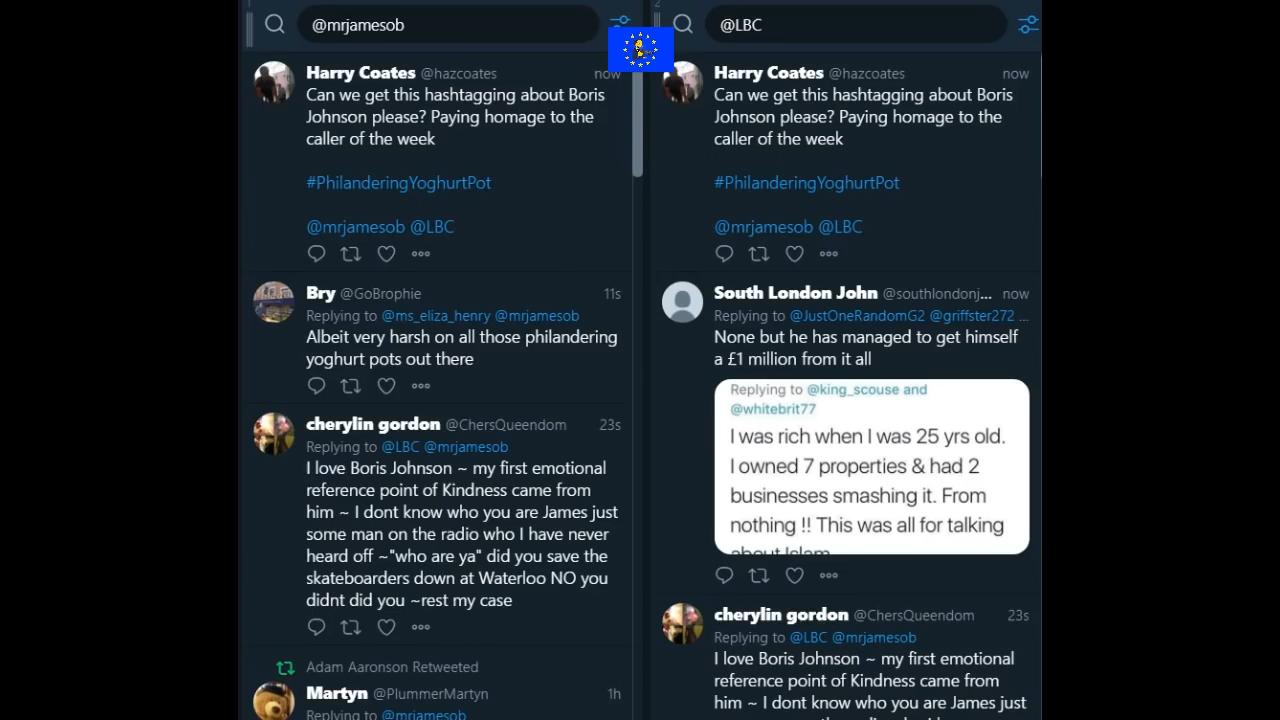 1
@mrjamesob
Harry Coates @hazcoates now
Can we get this hashtagging about Boris
Johnson please? Paying homage to the
caller of the week
#PhilanderingYoghurtPot
@mrjamesob @LBC
Bry @GoBrophie 11s
Replying to @ms_eliza_henry @mrjamesob
Albeit very harsh on all those philandering
yoghurt pots out there
cherylin gordon @ChersQueendom 23s
Replying to @LBC @mrjamesob
I love Boris Johnson ~ my first emotional
reference point of Kindness came from
him ~ I dont know who you are James just
some man on the radio who I have never
heard off ~"who are ya" did you save the
skateboarders down at Waterloo NO you
didnt did you ~rest my case
Adam Aaronson Retweeted
Martyn @PlummerMartyn 1h
Replying to @mrjamesob
2
@LBC
Harry Coates @hazcoates now
Can we get this hashtagging about Boris
Johnson please? Paying homage to the
caller of the week
#PhilanderingYoghurtPot
@mrjamesob @LBC
South London John @southlondonj... now
Replying to @JustOneRandomG2 @griffster272 ...
None but he has managed to get himself
a £1 million from it all
Replying to @king_scouse and
@whitebrit77
I was rich when I was 25 yrs old.
I owned 7 properties & had 2
businesses smashing it. From
nothing !! This was all for talking
about Islam
cherylin gordon @ChersQueendom 23s
Replying to @LBC @mrjamesob
I love Boris Johnson ~ my first emotional
reference point of Kindness came from
him ~ I dont know who you are James just